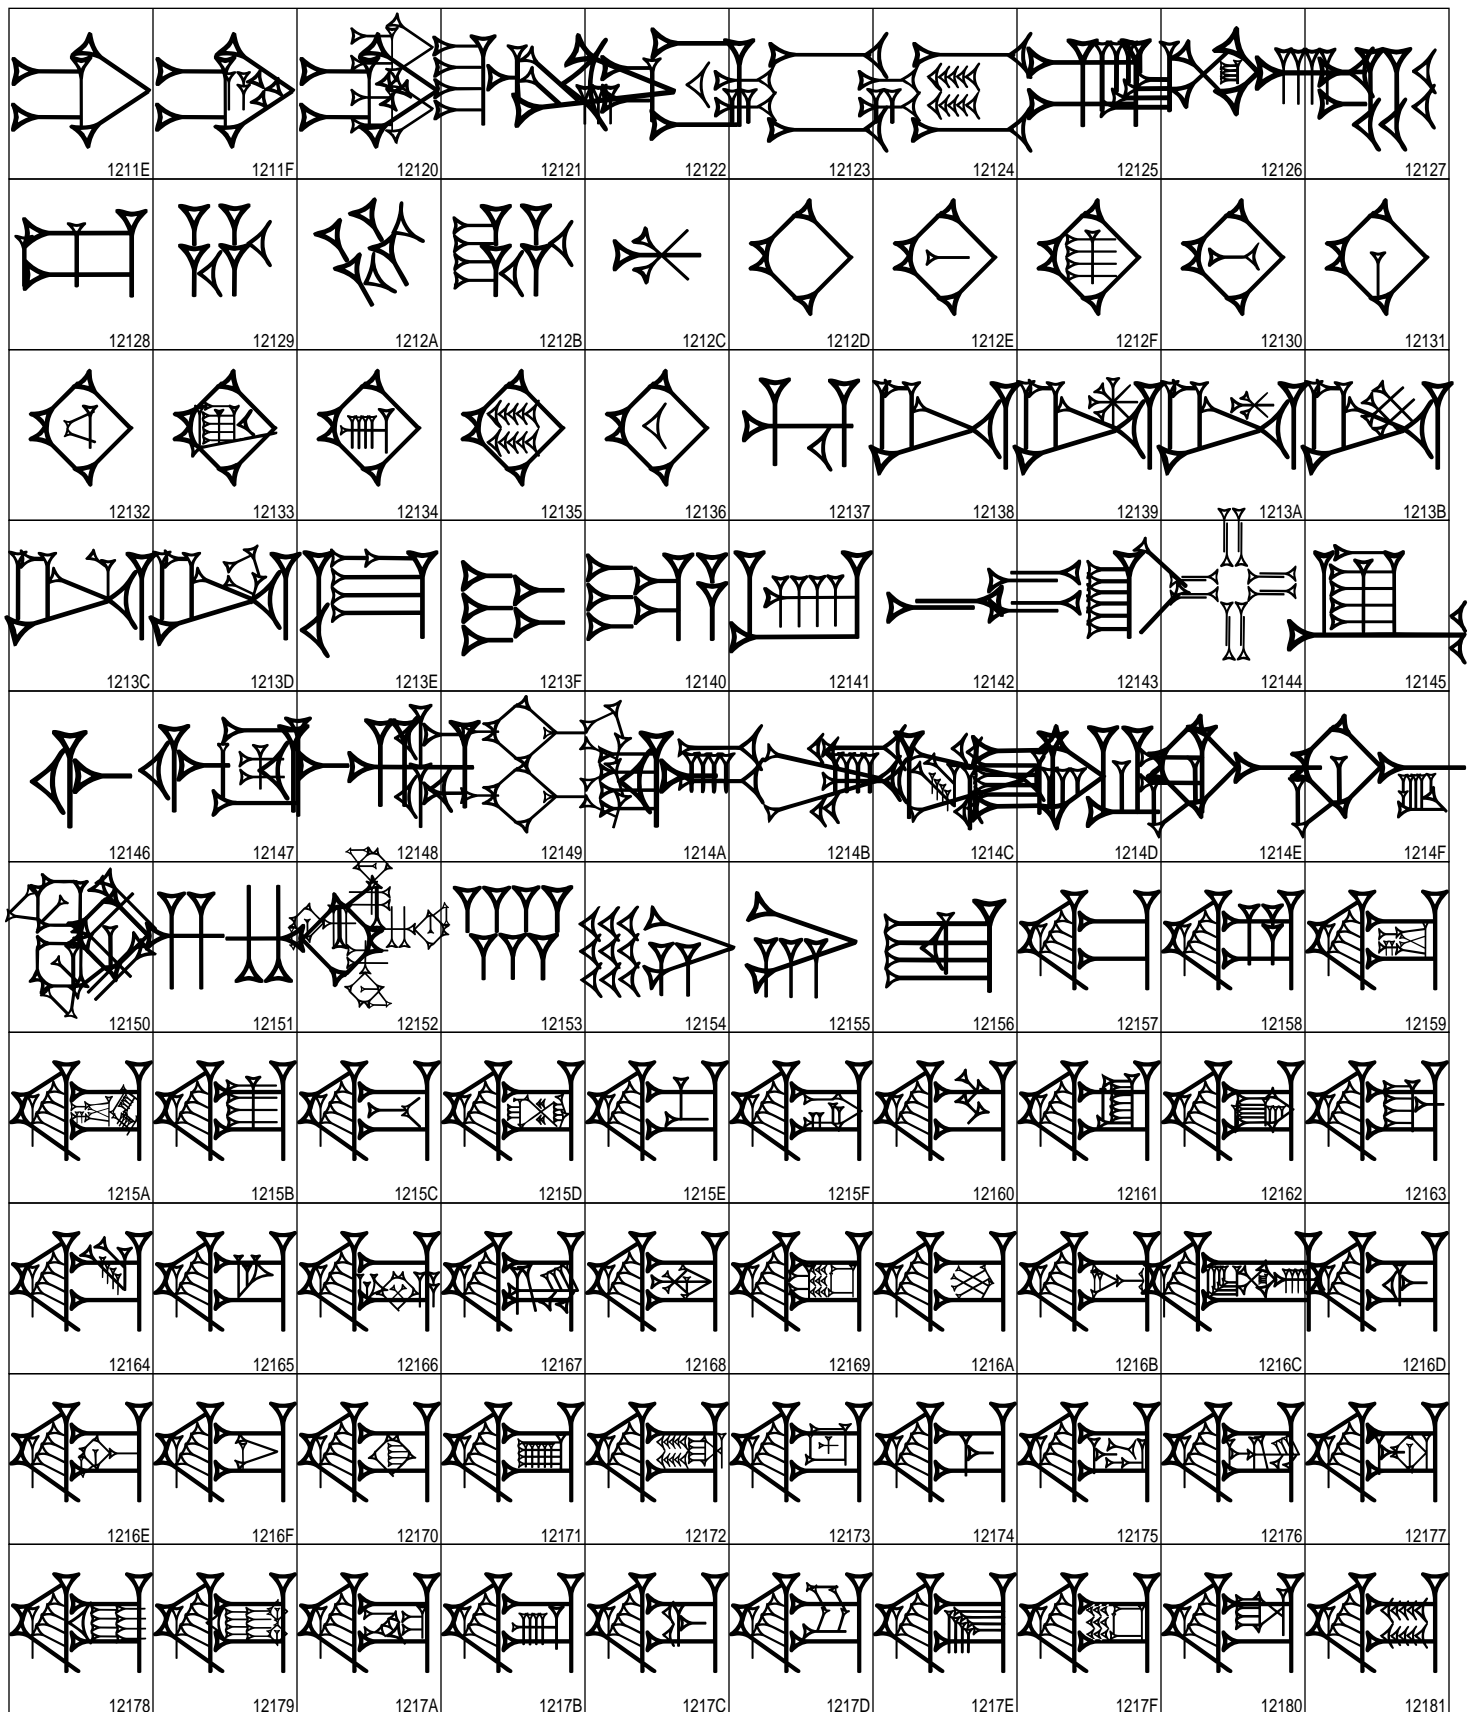 𒄞 𒄟 𒄠 𒄡 𒄢 𒄣 𒄤 𒄥 𒄦 𒄧
1211E 1211F 12120 12121 12122 12123 12124 12125 12126 12127
𒄨 𒄩 𒄪 𒄫 𒄬 𒄭 𒄮 𒄯 𒄰 𒄱
12128 12129 1212A 1212B 1212C 1212D 1212E 1212F 12130 12131
𒄲 𒄳 𒄴 𒄵 𒄶 𒄷 𒄸 𒄹 𒄺 𒄻
12132 12133 12134 12135 12136 12137 12138 12139 1213A 1213B
𒄼 𒄽 𒄾 𒄿 𒅀 𒅁 𒅂 𒅃 𒅄 𒅅
1213C 1213D 1213E 1213F 12140 12141 12142 12143 12144 12145
𒅆 𒅇 𒅈 𒅉 𒅊 𒅋 𒅌 𒅍 𒅎 𒅏
12146 12147 12148 12149 1214A 1214B 1214C 1214D 1214E 1214F
𒅐 𒅑 𒅒 𒅓 𒅔 𒅕 𒅖 𒅗 𒅘 𒅙
12150 12151 12152 12153 12154 12155 12156 12157 12158 12159
𒅚 𒅛 𒅜 𒅝 𒅞 𒅟 𒅠 𒅡 𒅢 𒅣
1215A 1215B 1215C 1215D 1215E 1215F 12160 12161 12162 12163
𒅤 𒅥 𒅦 𒅧 𒅨 𒅩 𒅪 𒅫 𒅬 𒅭
12164 12165 12166 12167 12168 12169 1216A 1216B 1216C 1216D
𒅮 𒅯 𒅰 𒅱 𒅲 𒅳 𒅴 𒅵 𒅶 𒅷
1216E 1216F 12170 12171 12172 12173 12174 12175 12176 12177
𒅸 𒅹 𒅺 𒅻 𒅼 𒅽 𒅾 𒅿 𒆀 𒆁
12178 12179 1217A 1217B 1217C 1217D 1217E 1217F 12180 12181